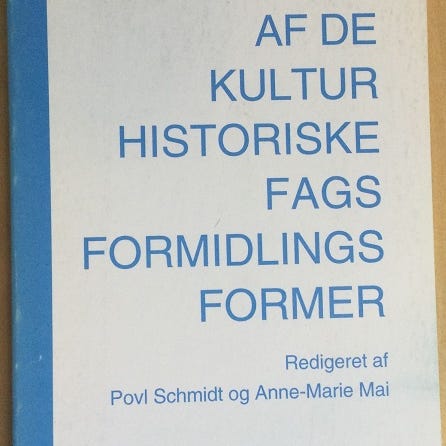 AF DE
KULTUR
HISTORISKE
FAGS
FORMIDLINGS
FORMER
Redigeret af
Povl Schmidt og Anne-Marie Mai